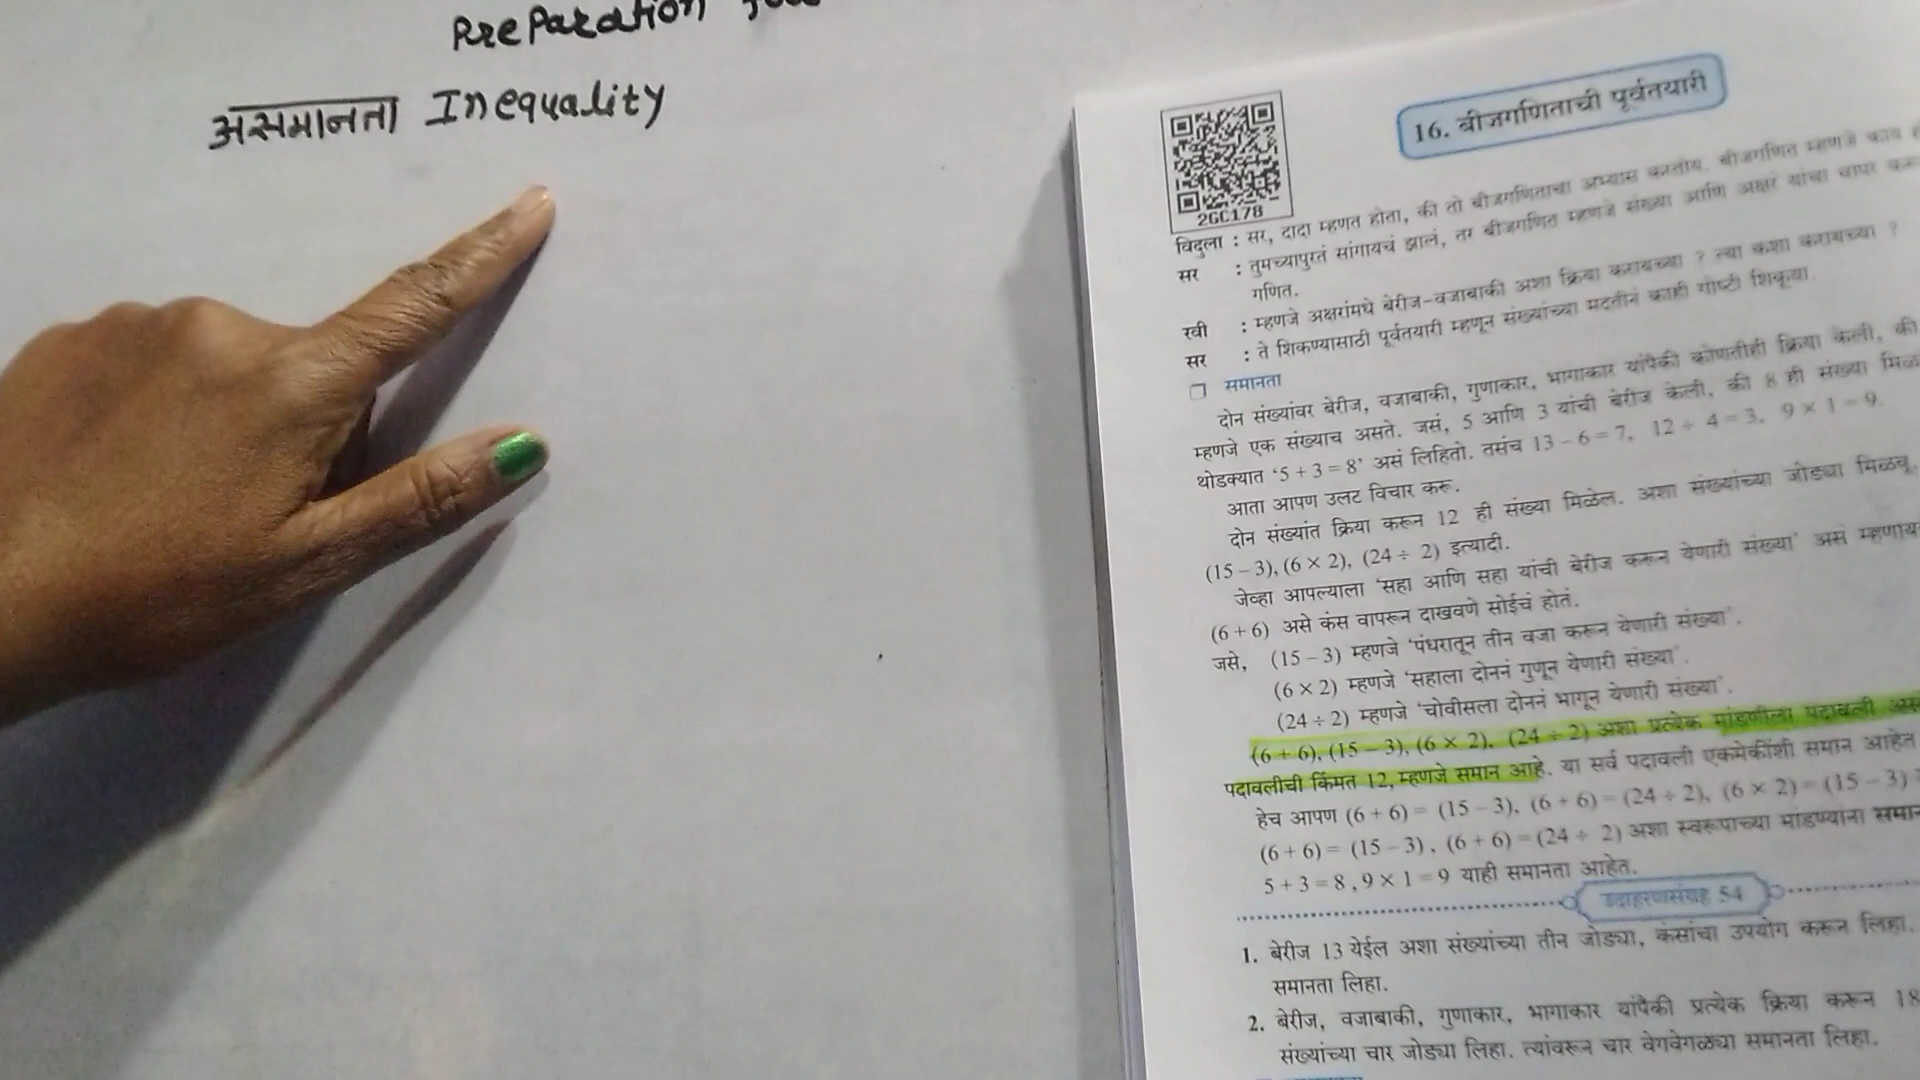 Preparation
असमानता Inequality
16. बीजगणिताची पूर्वतयारी
2GC178
विदुला : सर, दादा म्हणत होता, की तो बीजगणिताचा अभ्यास करतोय. बीजगणित म्हणजे काय
सर : तुमच्यापुरतं सांगायचं झालं, तर बीजगणित म्हणजे संख्या आणि अक्षरं यांचा वापर
गणित.
रवी : म्हणजे अक्षरांमधे बेरीज-वजाबाकी अशा क्रिया करायच्या ? त्या कशा करायच्या ?
सर : ते शिकण्यासाठी पूर्वतयारी म्हणून संख्यांच्या मदतीनं काही गोष्टी शिकूया.
समानता
दोन संख्यांवर बेरीज, वजाबाकी, गुणाकार, भागाकार यांपैकी कोणतीही क्रिया केली, की
म्हणजे एक संख्याच असते. जसं, 5 आणि 3 यांची बेरीज केली, की 8 ही संख्या
थोडक्यात ‘5 + 3 = 8’ असं लिहितो. तसंच 13 – 6 = 7, 12 ÷ 4 = 3, 9 × 1 = 9.
आता आपण उलट विचार करू.
दोन संख्यांत क्रिया करून 12 ही संख्या मिळेल. अशा संख्यांच्या जोड्या मिळवू.
(15 – 3), (6 × 2), (24 ÷ 2) इत्यादी.
जेव्हा आपल्याला ‘सहा आणि सहा यांची बेरीज करून येणारी संख्या’ असं
(6 + 6) असे कंस वापरून दाखवणे सोईचं होतं.
जसे, (15 – 3) म्हणजे ‘पंधरातून तीन वजा करून येणारी संख्या’.
(6 × 2) म्हणजे ‘सहाला दोननं गुणून येणारी संख्या’.
(24 ÷ 2) म्हणजे ‘चोवीसला दोननं भागून येणारी संख्या’.
(6 + 6), (15 – 3), (6 × 2), (24 ÷ 2) अशा प्रत्येक मांडणीला पदावली
पदावलीची किंमत 12, म्हणजे समान आहे. या सर्व पदावली एकमेकींशी समान आहेत
हेच आपण (6 + 6) = (15 – 3), (6 + 6) = (24 ÷ 2), (6 × 2) = (15 – 3)
(6 + 6) = (15 – 3), (6 + 6) = (24 ÷ 2) अशा स्वरूपाच्या मांडण्यांना
5 + 3 = 8, 9 × 1 = 9 याही समानता आहेत.
उदाहरणसंग्रह 54
1. बेरीज 13 येईल अशा संख्यांच्या तीन जोड्या, कंसांचा उपयोग करून लिहा.
समानता लिहा.
2. बेरीज, वजाबाकी, गुणाकार, भागाकार यांपैकी प्रत्येक क्रिया करून 18
संख्यांच्या चार जोड्या लिहा. त्यांवरून चार वेगवेगळ्या समानता लिहा.